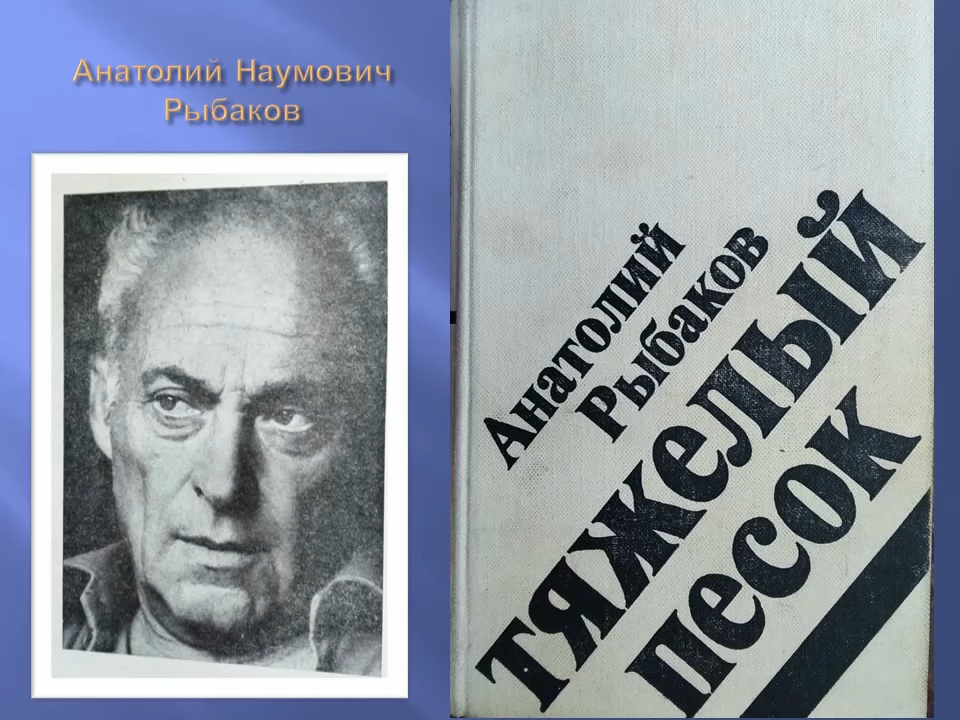 Анатолий Наумович
Рыбаков
Анатолий
Рыбаков
Тяжелый
песок